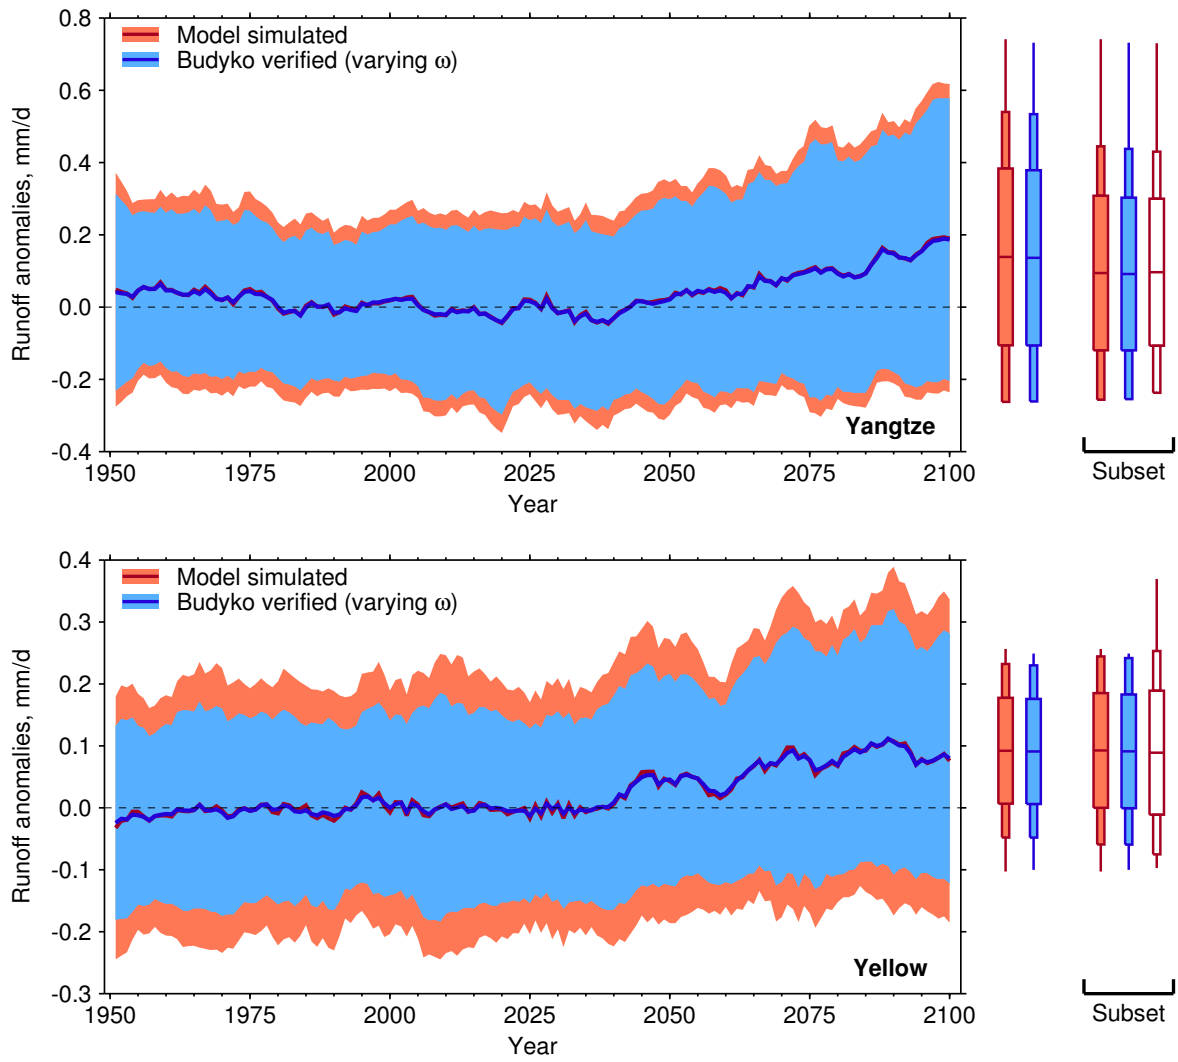 0.8
0.6
0.4
0.2
0.0
-0.2
-0.4
Runoff anomalies, mm/d
Model simulated
Budyko verified (varying ω)
Yangtze
1950 1975 2000 2025 2050 2075 2100
Year
Subset
0.4
0.3
0.2
0.1
0.0
-0.1
-0.2
-0.3
Runoff anomalies, mm/d
Model simulated
Budyko verified (varying ω)
Yellow
1950 1975 2000 2025 2050 2075 2100
Year
Subset